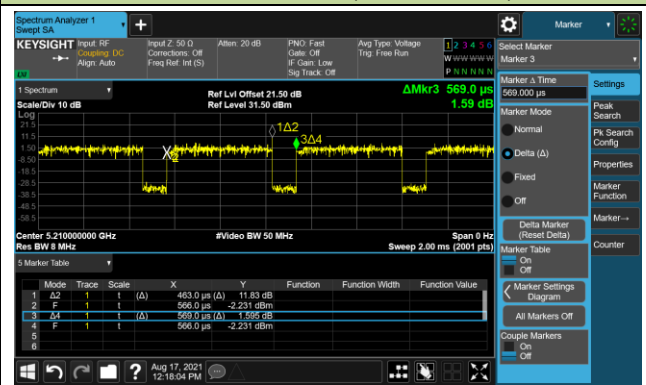 Spectrum Analyzer 1
Swept SA
Marker
KEYSIGHT Input: RF
Coupling: DC
Align: Auto
Input Z: 50 Ω
Corrections: Off
Freq Ref: Int (S)
Atten: 20 dB
PNO: Fast
Gate: Off
IF Gain: Low
Sig Track: Off
Avg Type: Voltage
Trig: Free Run
1 2 3 4 5 6
W W W W W W
P N N N N N
Select Marker
Marker 3
1 Spectrum
Scale/Div 10 dB
Ref Lvl Offset 21.50 dB
Ref Level 31.50 dBm
ΔMkr3 569.0 µs
1.59 dB
Log
21.5
11.5
1.50
-8.50
-18.5
-28.5
-38.5
-48.5
-58.5
1Δ2
3Δ4
X2
Center 5.210000000 GHz
Res BW 8 MHz
#Video BW 50 MHz
Span 0 Hz
Sweep 2.00 ms (2001 pts)
5 Marker Table
Mode Trace Scale X Y Function Function Width Function Value
1 Δ2 1 t (Δ) 463.0 µs (Δ) 11.83 dB
2 F 1 t 566.0 µs -2.231 dBm
3 Δ4 1 t (Δ) 569.0 µs (Δ) 1.595 dB
4 F 1 t 566.0 µs -2.231 dBm
5
6
Marker Δ Time
569.000 µs
Marker Mode
Normal
Delta (Δ)
Fixed
Off
Delta Marker
(Reset Delta)
Marker Table
On
Off
Marker Settings
Diagram
All Markers Off
Couple Markers
On
Off
Settings
Peak
Search
Pk Search
Config
Properties
Marker
Function
Marker→
Counter
Aug 17, 2021
12:18:04 PM